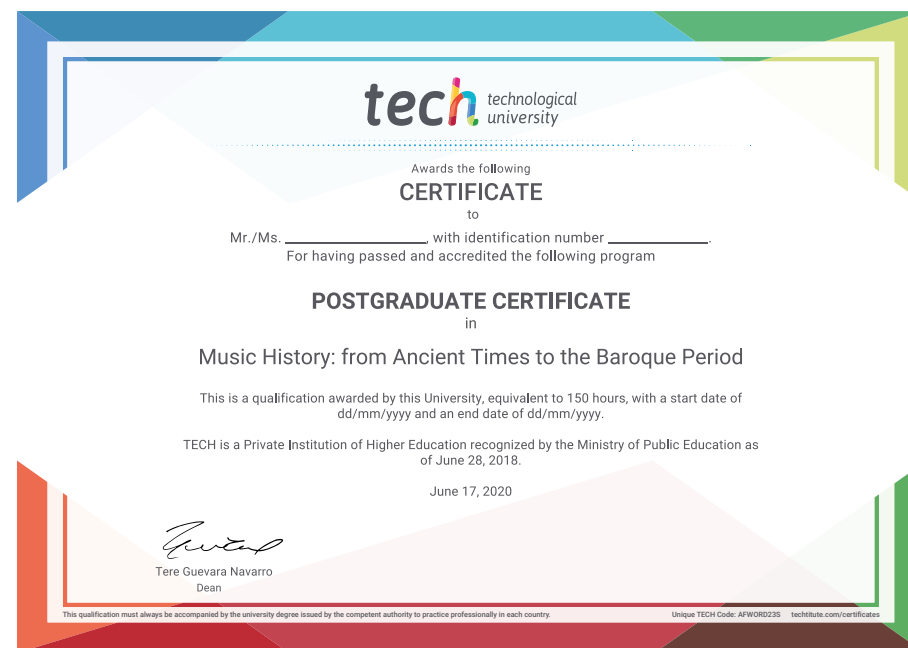 tech technological
university
Awards the following
CERTIFICATE
to
Mr./Ms. ____________, with identification number ____________.
For having passed and accredited the following program
POSTGRADUATE CERTIFICATE
in
Music History: from Ancient Times to the Baroque Period
This is a qualification awarded by this University, equivalent to 150 hours, with a start date of
dd/mm/yyyy and an end date of dd/mm/yyyy.
TECH is a Private Institution of Higher Education recognized by the Ministry of Public Education as
of June 28, 2018.
June 17, 2020
Tere Guevara Navarro
Dean
This qualification must always be accompanied by the university degree issued by the competent authority to practice professionally in each country.
Unique TECH Code: AFWORD23S techtitute.com/certificates